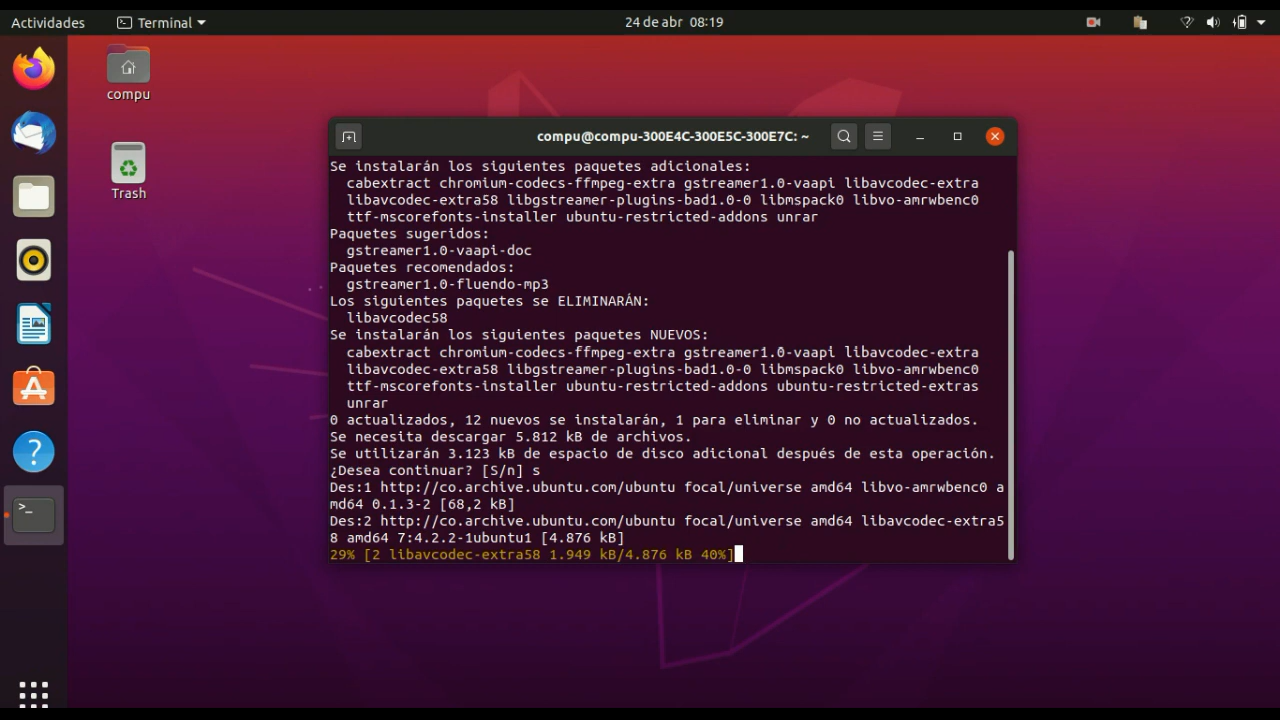 Actividades
Terminal
24 de abr 08:19
compu
Trash
compu@compu-300E4C-300E5C-300E7C: ~
Se instalarán los siguientes paquetes adicionales:
cabextract chromium-codecs-ffmpeg-extra gstreamer1.0-vaapi libavcodec-extra
libavcodec-extra58 libgstreamer-plugins-bad1.0-0 libmspack0 libvo-amrwbenc0
ttf-mscorefonts-installer ubuntu-restricted-addons unrar
Paquetes sugeridos:
gstreamer1.0-vaapi-doc
Paquetes recomendados:
gstreamer1.0-fluendo-mp3
Los siguientes paquetes se ELIMINARÁN:
libavcodec58
Se instalarán los siguientes paquetes NUEVOS:
cabextract chromium-codecs-ffmpeg-extra gstreamer1.0-vaapi libavcodec-extra
libavcodec-extra58 libgstreamer-plugins-bad1.0-0 libmspack0 libvo-amrwbenc0
ttf-mscorefonts-installer ubuntu-restricted-addons ubuntu-restricted-extras
unrar
0 actualizados, 12 nuevos se instalarán, 1 para eliminar y 0 no actualizados.
Se necesita descargar 5.812 kB de archivos.
Se utilizarán 3.123 kB de espacio de disco adicional después de esta operación.
¿Desea continuar? [S/n] s
Des:1 http://co.archive.ubuntu.com/ubuntu focal/universe amd64 libvo-amrwbenc0 a
md64 0.1.3-2 [68,2 kB]
Des:2 http://co.archive.ubuntu.com/ubuntu focal/universe amd64 libavcodec-extra5
8 amd64 7:4.2.2-1ubuntu1 [4.876 kB]
29% [2 libavcodec-extra58 1.949 kB/4.876 kB 40%]